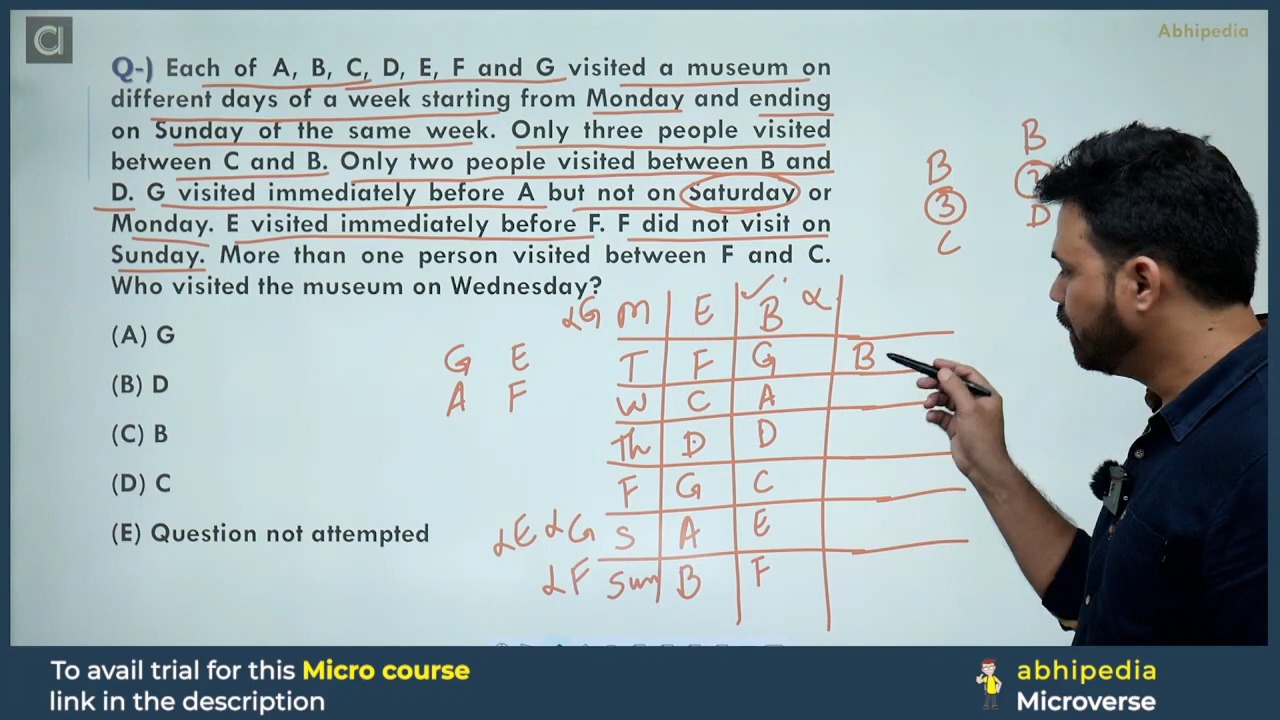 Abhipedia
Q-) Each of A, B, C, D, E, F and G visited a museum on
different days of a week starting from Monday and ending
on Sunday of the same week. Only three people visited
between C and B. Only two people visited between B and
D. G visited immediately before A but not on Saturday or
Monday. E visited immediately before F. F did not visit on
Sunday. More than one person visited between F and C.
Who visited the museum on Wednesday?
(A) G
(B) D
(C) B
(D) C
(E) Question not attempted
B
3
C
B
D
G E
A F
G M E B
T F G B
W C A
Th D D
F G C
E G S A E
F Sun B F
To avail trial for this Micro course
link in the description
abhipedia
Microverse